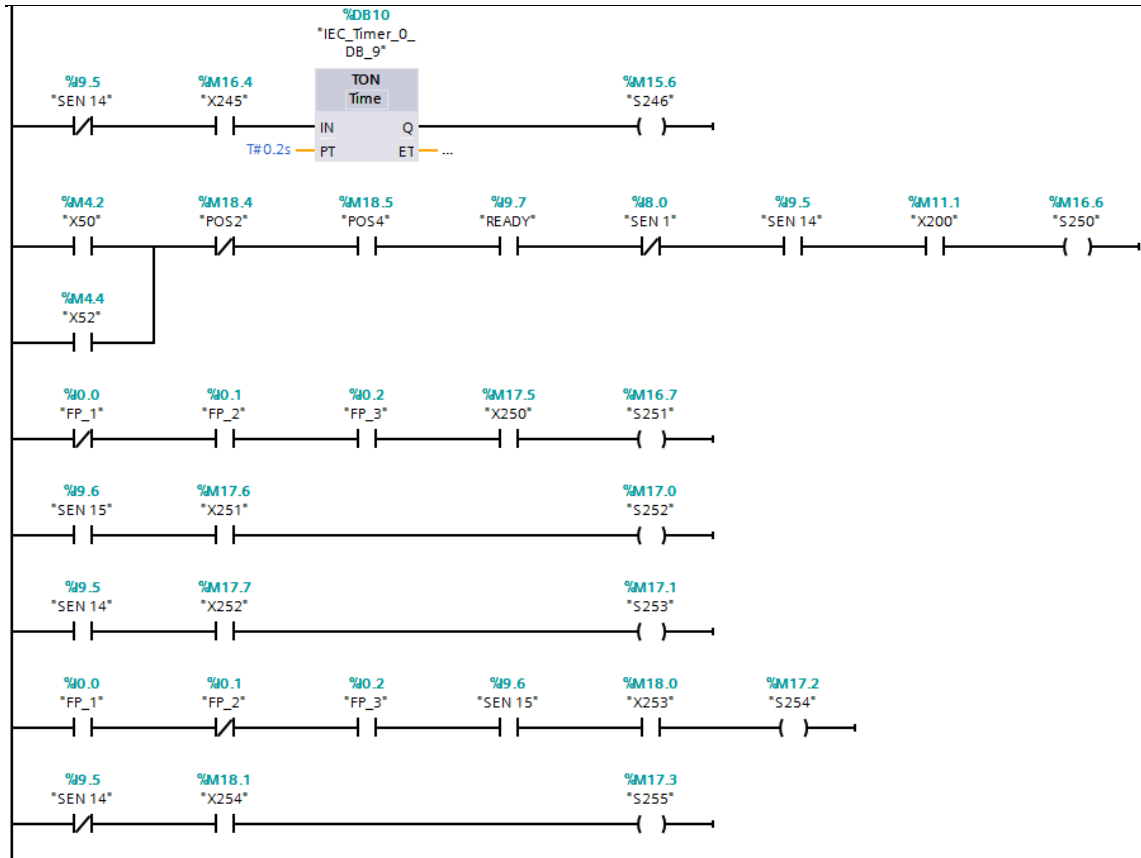 %DB10
"IEC_Timer_0_
DB_9"
%I9.5 %M16.4 TON %M15.6
"SEN 14" "X245" Time "S246"
IN Q
T#0.2s PT ET ...
%M4.2 %M18.4 %M18.5 %I9.7 %I8.0 %I9.5 %M11.1 %M16.6
"X50" "POS2" "POS4" "READY" "SEN 1" "SEN 14" "X200" "S250"
%M4.4
"X52"
%I0.0 %I0.1 %I0.2 %M17.5 %M16.7
"FP_1" "FP_2" "FP_3" "X250" "S251"
%I9.6 %M17.6 %M17.0
"SEN 15" "X251" "S252"
%I9.5 %M17.7 %M17.1
"SEN 14" "X252" "S253"
%I0.0 %I0.1 %I0.2 %I9.6 %M18.0 %M17.2
"FP_1" "FP_2" "FP_3" "SEN 15" "X253" "S254"
%I9.5 %M18.1 %M17.3
"SEN 14" "X254" "S255"